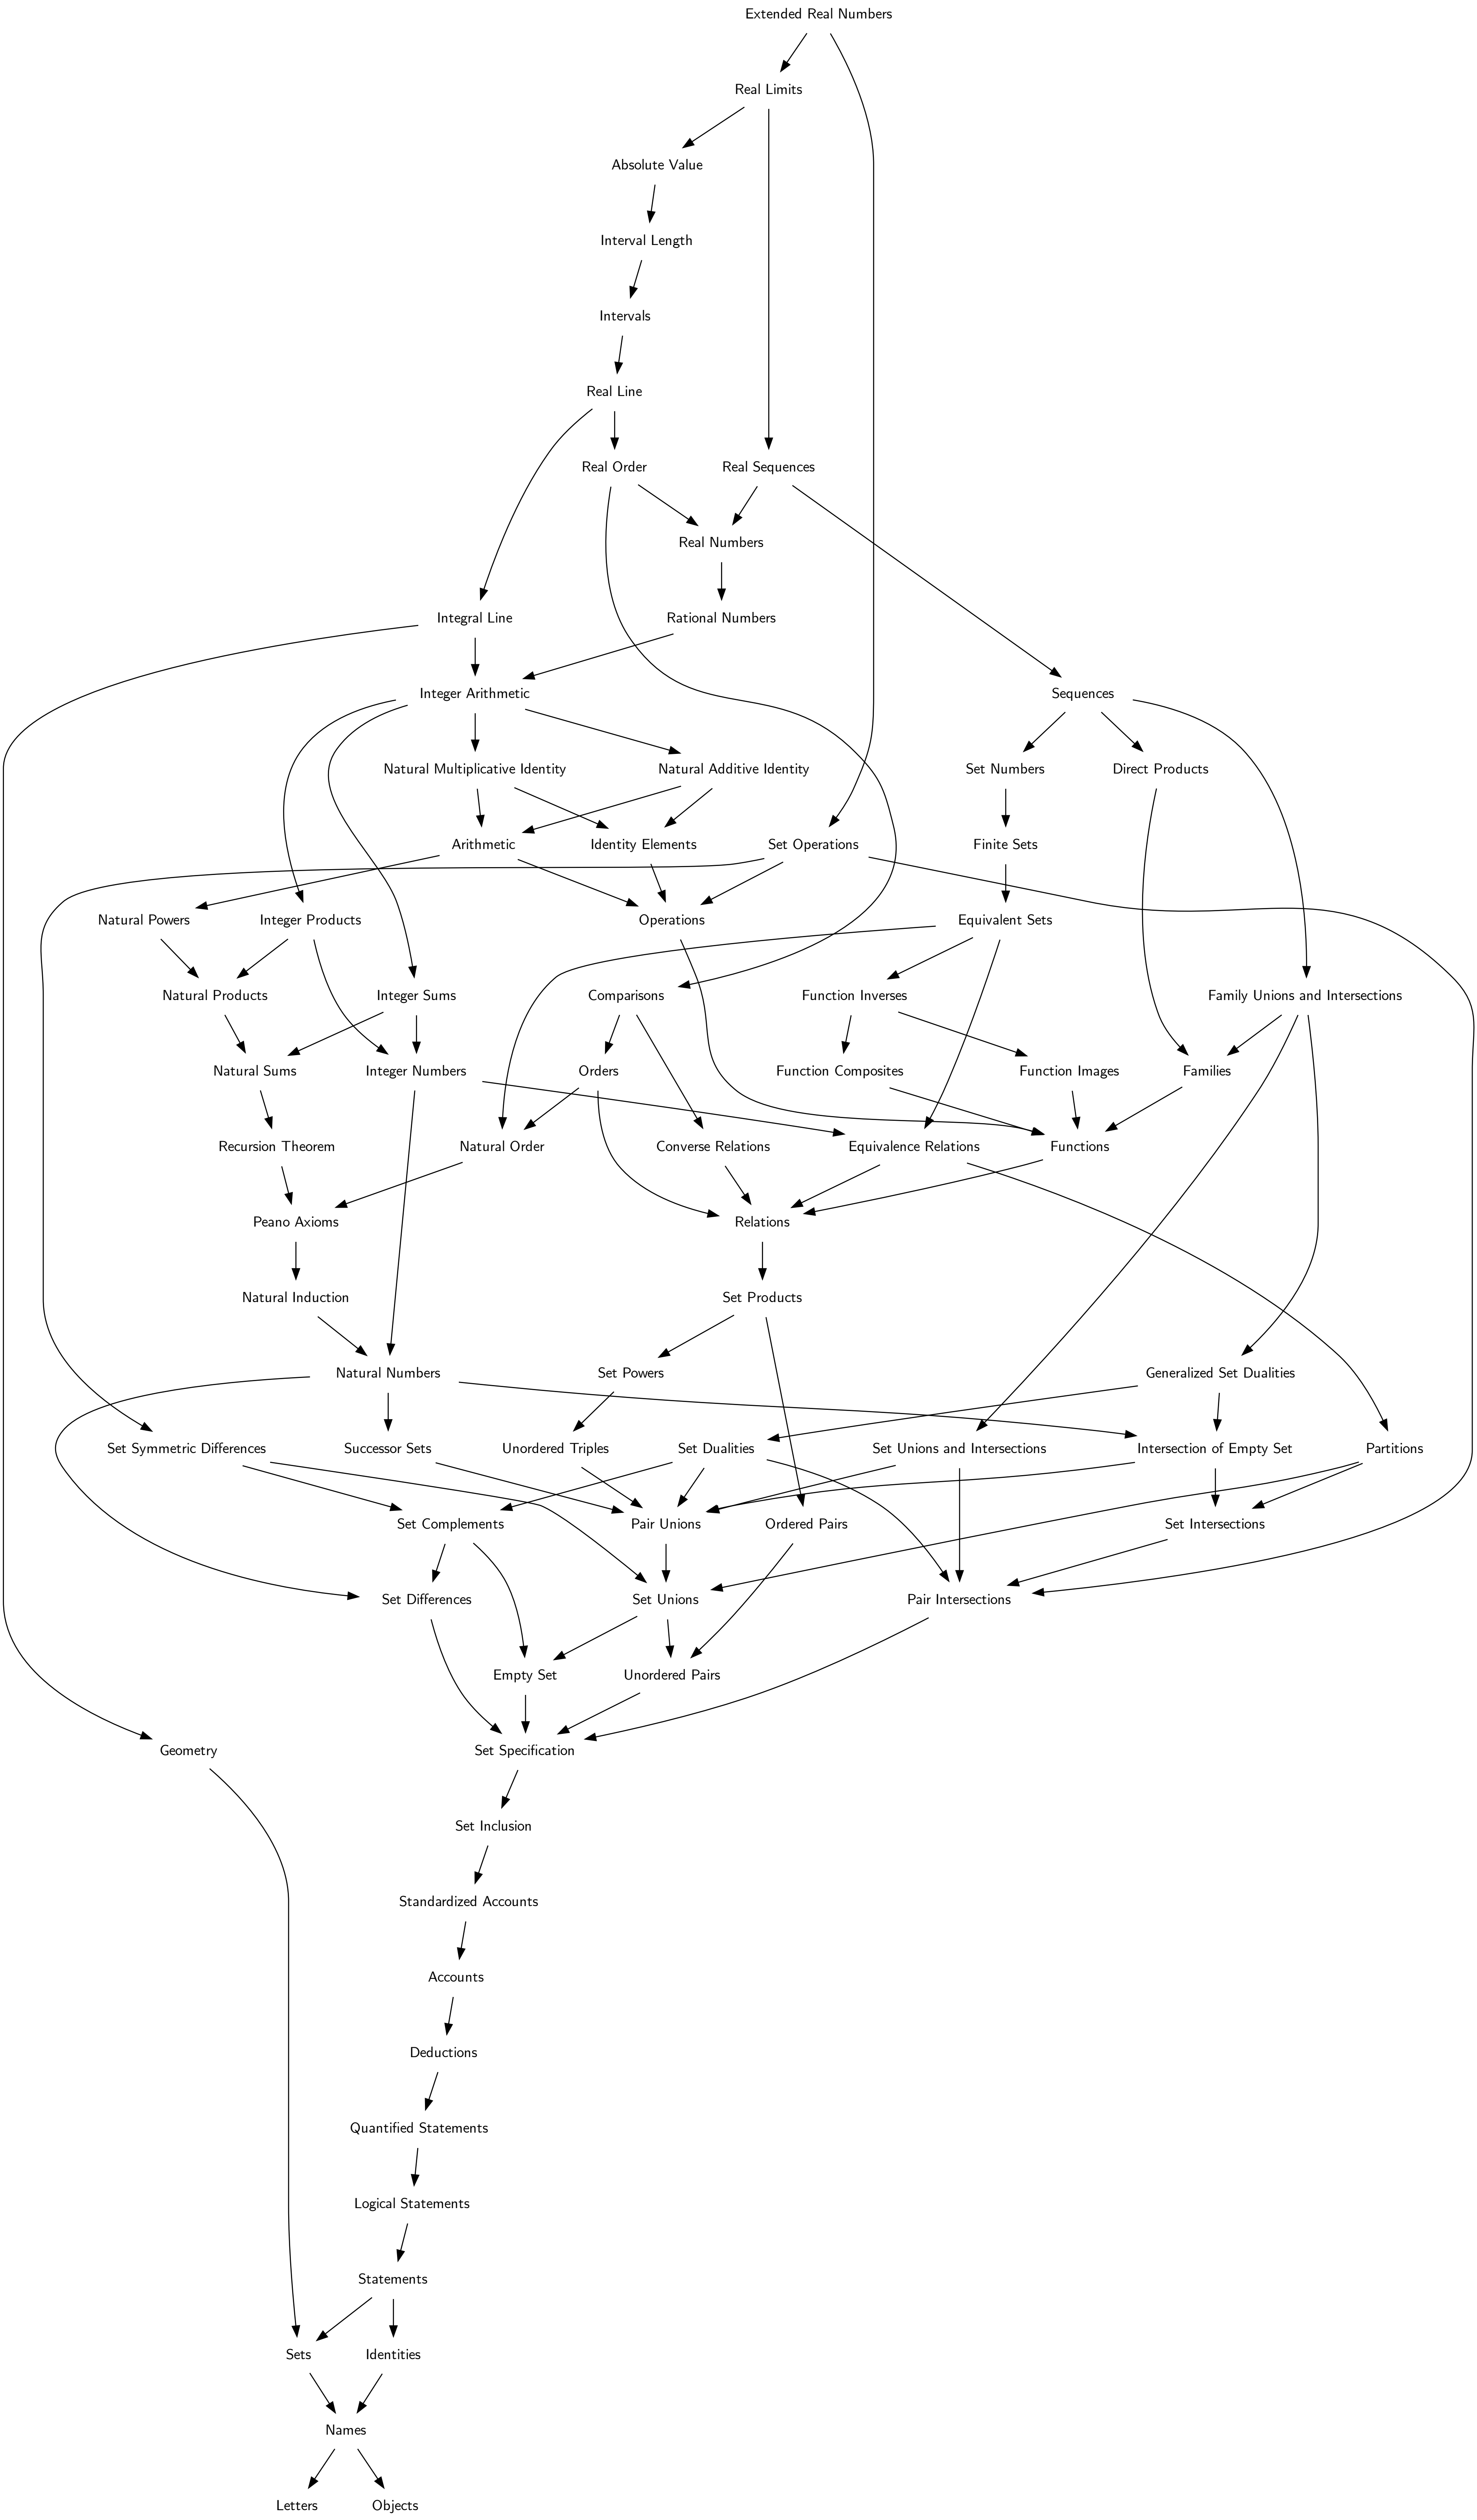 Extended Real Numbers
Real Limits
Absolute Value
Interval Length
Intervals
Real Line
Real Order
Real Sequences
Real Numbers
Integral Line
Rational Numbers
Integer Arithmetic
Sequences
Natural Multiplicative Identity
Natural Additive Identity
Set Numbers
Direct Products
Arithmetic
Identity Elements
Set Operations
Finite Sets
Natural Powers
Integer Products
Operations
Equivalent Sets
Natural Products
Integer Sums
Comparisons
Function Inverses
Family Unions and Intersections
Natural Sums
Integer Numbers
Orders
Function Composites
Function Images
Families
Recursion Theorem
Natural Order
Converse Relations
Equivalence Relations
Functions
Peano Axioms
Relations
Natural Induction
Set Products
Natural Numbers
Set Powers
Generalized Set Dualities
Set Symmetric Differences
Successor Sets
Unordered Triples
Set Dualities
Set Unions and Intersections
Intersection of Empty Set
Partitions
Set Complements
Pair Unions
Ordered Pairs
Set Intersections
Set Differences
Set Unions
Pair Intersections
Empty Set
Unordered Pairs
Geometry
Set Specification
Set Inclusion
Standardized Accounts
Accounts
Deductions
Quantified Statements
Logical Statements
Statements
Sets
Identities
Names
Letters
Objects